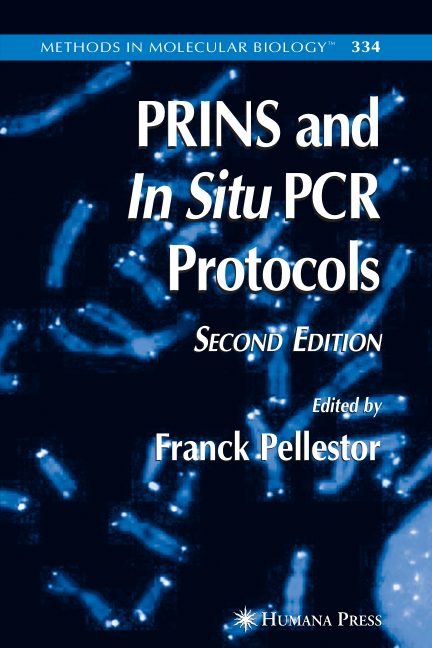 METHODS IN MOLECULAR BIOLOGY™ 334
PRINS and
In Situ PCR
Protocols
SECOND EDITION
Edited by
Franck Pellestor
HUMANA PRESS